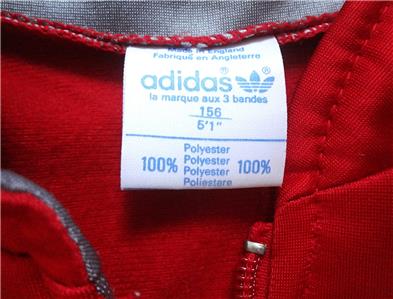 Made in England
Fabriqué en Angleterre
adidas®
la marque aux 3 bandes
156
5'1"
Polyester
100% Polyester 100%
Polyester
Poliestere